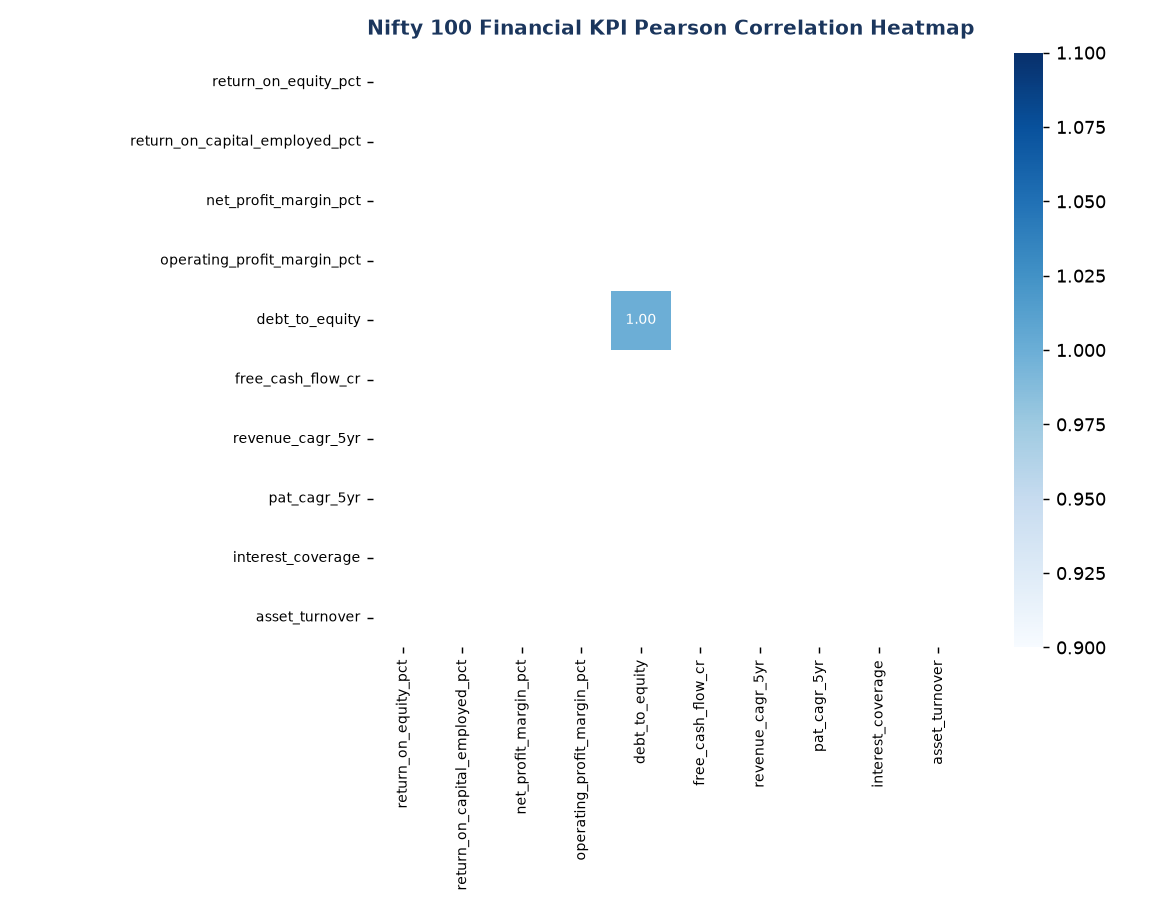 Nifty 100 Financial KPI Pearson Correlation Heatmap
return_on_equity_pct
return_on_capital_employed_pct
net_profit_margin_pct
operating_profit_margin_pct
debt_to_equity
free_cash_flow_cr
revenue_cagr_5yr
pat_cagr_5yr
interest_coverage
asset_turnover
1.00
return_on_equity_pct
return_on_capital_employed_pct
net_profit_margin_pct
operating_profit_margin_pct
debt_to_equity
free_cash_flow_cr
revenue_cagr_5yr
pat_cagr_5yr
interest_coverage
asset_turnover
1.100
1.075
1.050
1.025
1.000
0.975
0.950
0.925
0.900